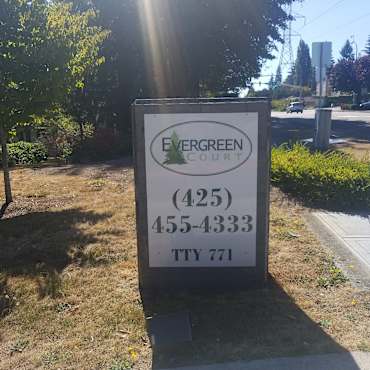 EVERGREEN
COURT
(425)
455-4333
TTY 771